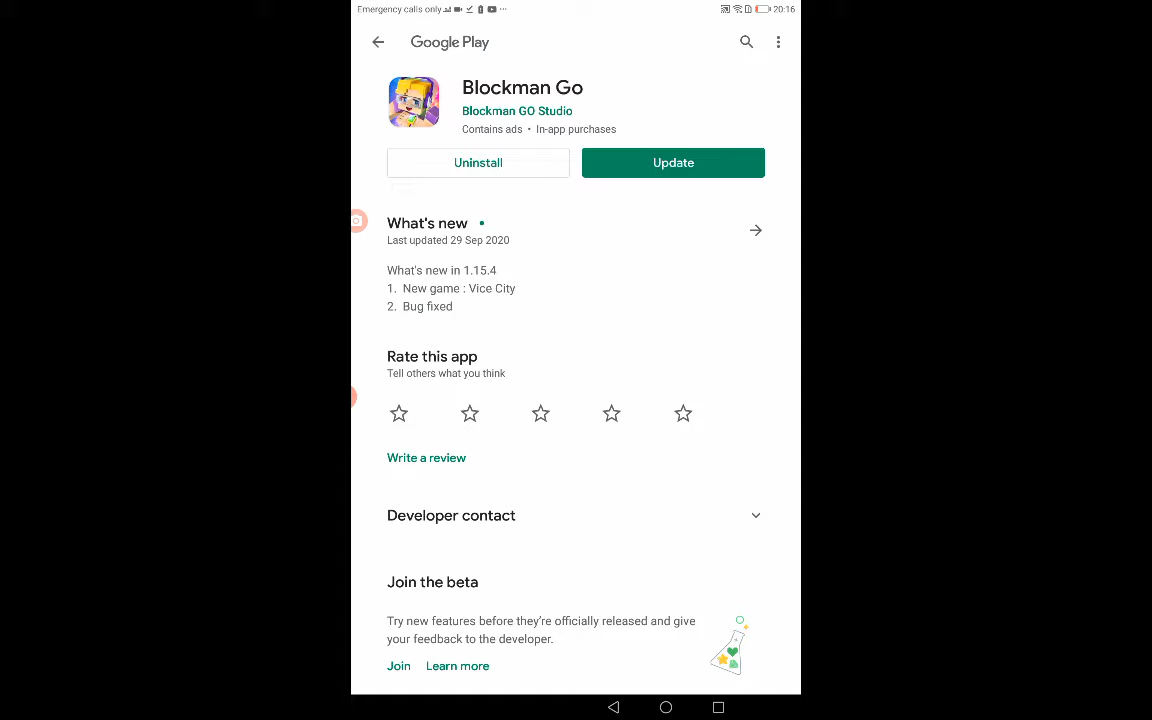 Emergency calls only 20:16
Google Play
Blockman Go
Blockman GO Studio
Contains ads • In-app purchases
Uninstall
Update
What's new •
Last updated 29 Sep 2020
What's new in 1.15.4
1. New game : Vice City
2. Bug fixed
Rate this app
Tell others what you think
Write a review
Developer contact
Join the beta
Try new features before they're officially released and give
your feedback to the developer.
Join Learn more